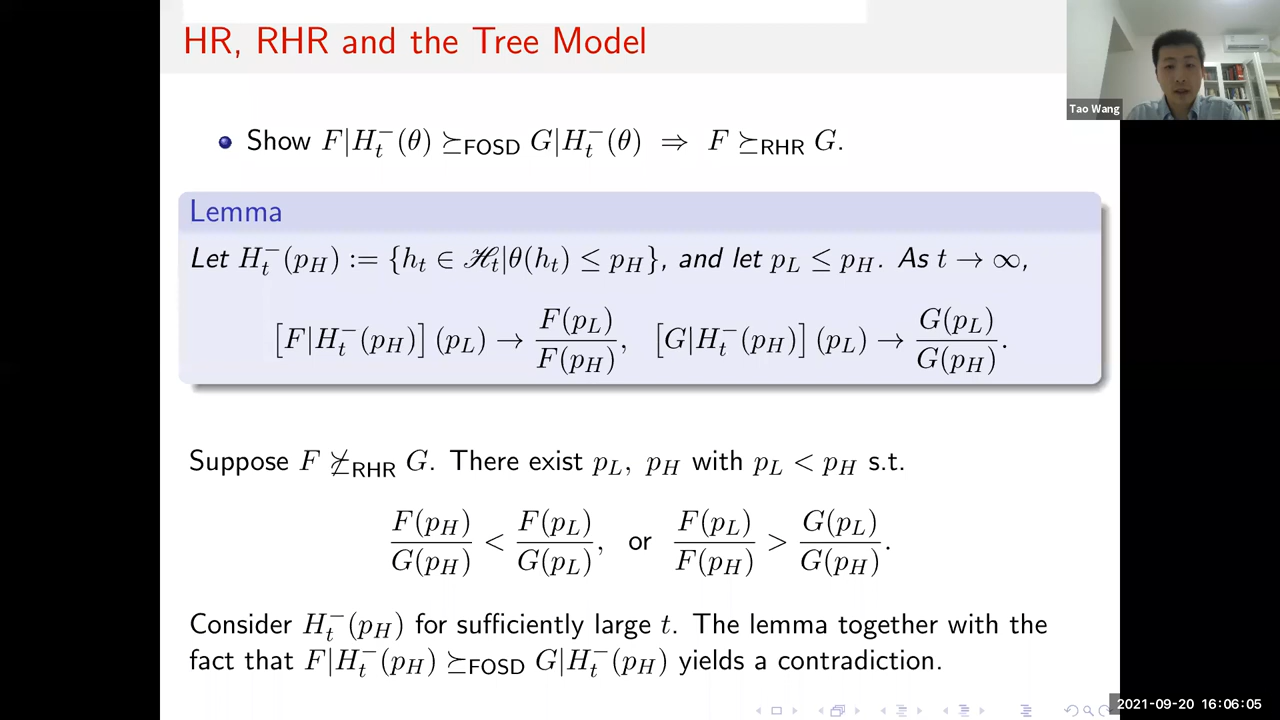 HR, RHR and the Tree Model
Tao Wang
Show F|H_t^-(θ) ⪰_FOSD G|H_t^-(θ) ⇒ F ⪰_RHR G.
Lemma
Let H_t^-(p_H) := {h_t ∈ ℋ_t|θ(h_t) ≤ p_H}, and let p_L ≤ p_H. As t → ∞,
[F|H_t^-(p_H)] (p_L) → F(p_L)/F(p_H), [G|H_t^-(p_H)] (p_L) → G(p_L)/G(p_H).
Suppose F ⋡_RHR G. There exist p_L, p_H with p_L < p_H s.t.
F(p_H)/G(p_H) < F(p_L)/G(p_L), or F(p_L)/F(p_H) > G(p_L)/G(p_H).
Consider H_t^-(p_H) for sufficiently large t. The lemma together with the
fact that F|H_t^-(p_H) ⪰_FOSD G|H_t^-(p_H) yields a contradiction.
2021-09-20 16:06:05